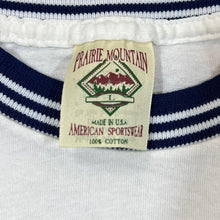 PRAIRIE MOUNTAIN
L
MADE IN U.S.A.
AMERICAN SPORTSWEAR
100% COTTON